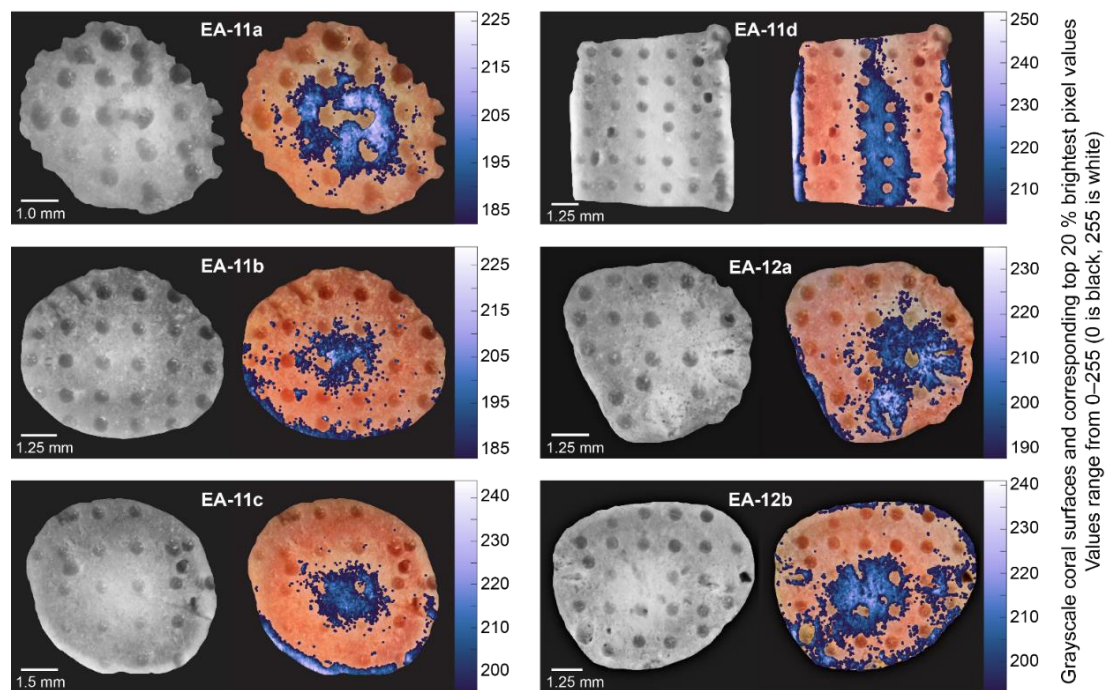 EA-11a
225
215
205
195
185
1.0 mm
EA-11d
250
240
230
220
210
1.25 mm
EA-11b
225
215
205
195
185
1.25 mm
EA-12a
230
220
210
200
190
1.25 mm
EA-11c
240
230
220
210
200
1.5 mm
EA-12b
240
230
220
210
200
1.25 mm
Grayscale coral surfaces and corresponding top 20 % brightest pixel values
Values range from 0–255 (0 is black, 255 is white)